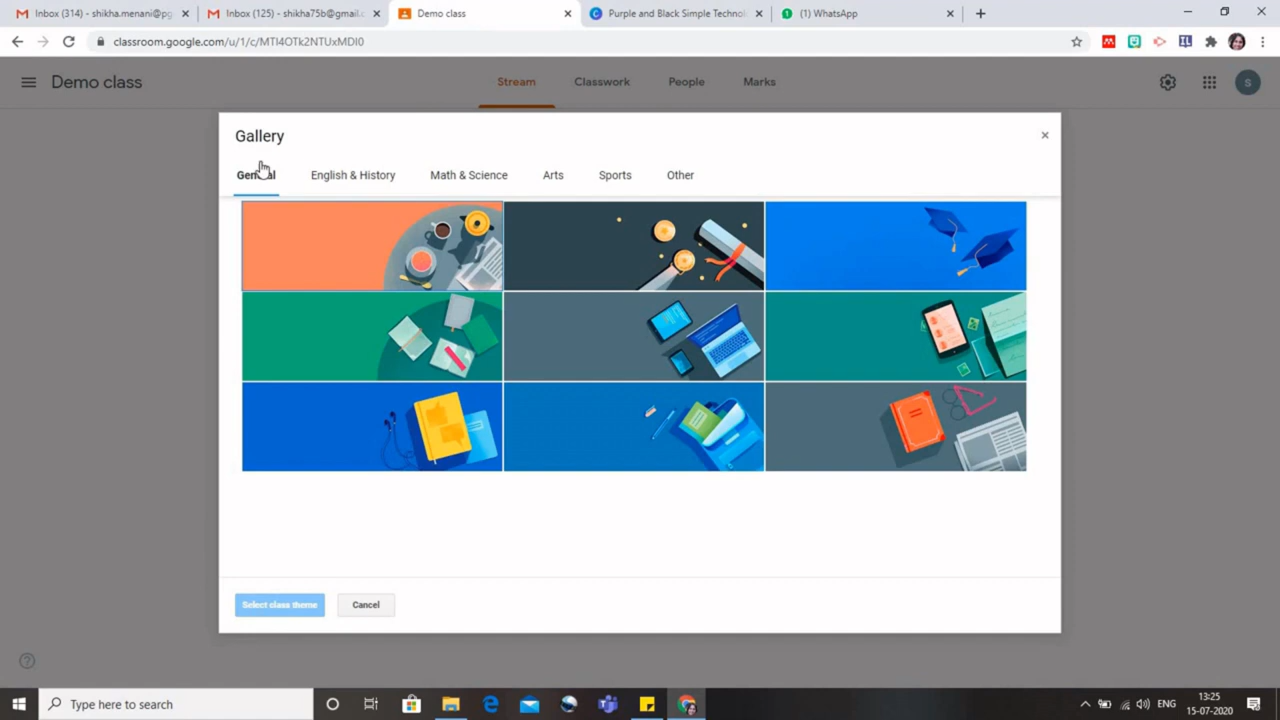 Inbox (314) - shikha.menani@pg
Inbox (125) - shikha75b@gmail.c
Demo class
Purple and Black Simple Technol
(1) WhatsApp
classroom.google.com/u/1/c/MTI4OTk2NTUxMDI0
Demo class
Stream
Classwork
People
Marks
S
Gallery
General
English & History
Math & Science
Arts
Sports
Other
Select class theme
Cancel
Type here to search
ENG
13:25
15-07-2020